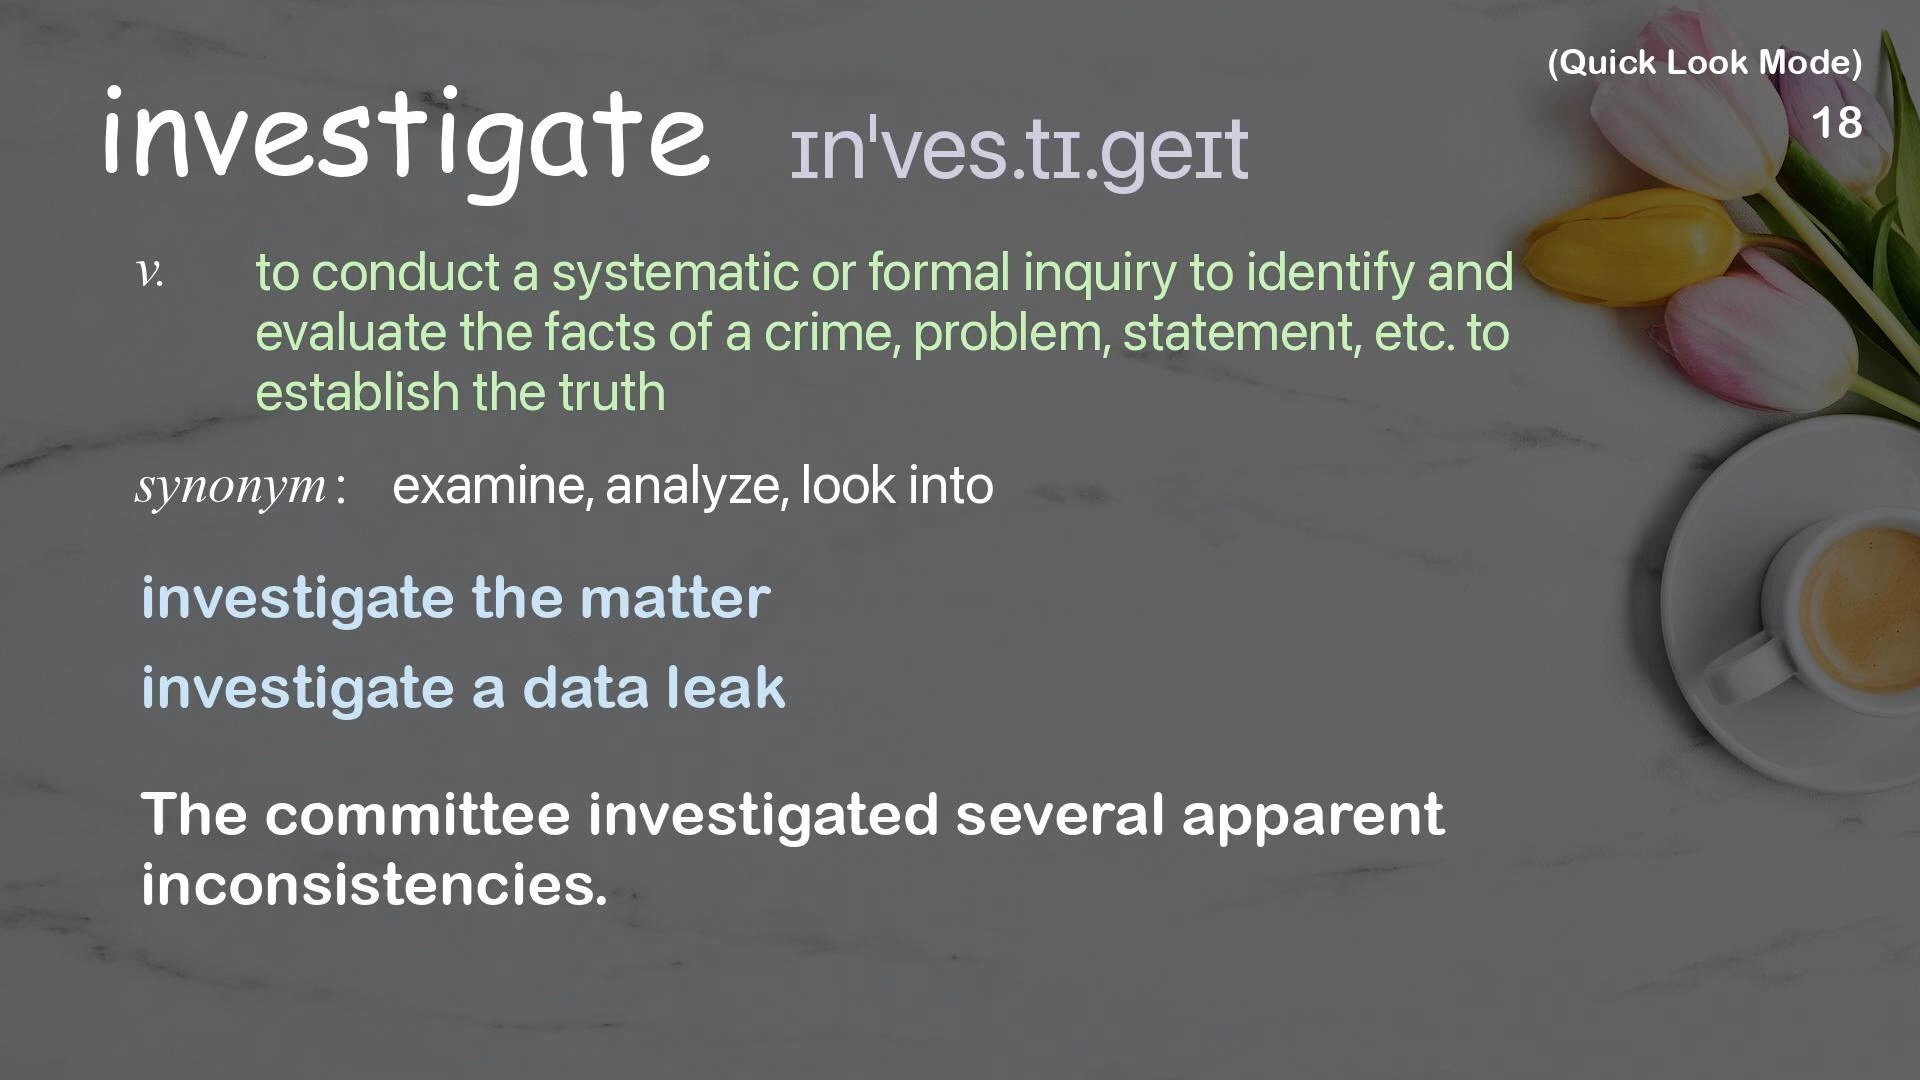 (Quick Look Mode)
18
investigate ɪnˈves.tɪ.ɡeɪt
v. to conduct a systematic or formal inquiry to identify and
evaluate the facts of a crime, problem, statement, etc. to
establish the truth
synonym : examine, analyze, look into
investigate the matter
investigate a data leak
The committee investigated several apparent
inconsistencies.